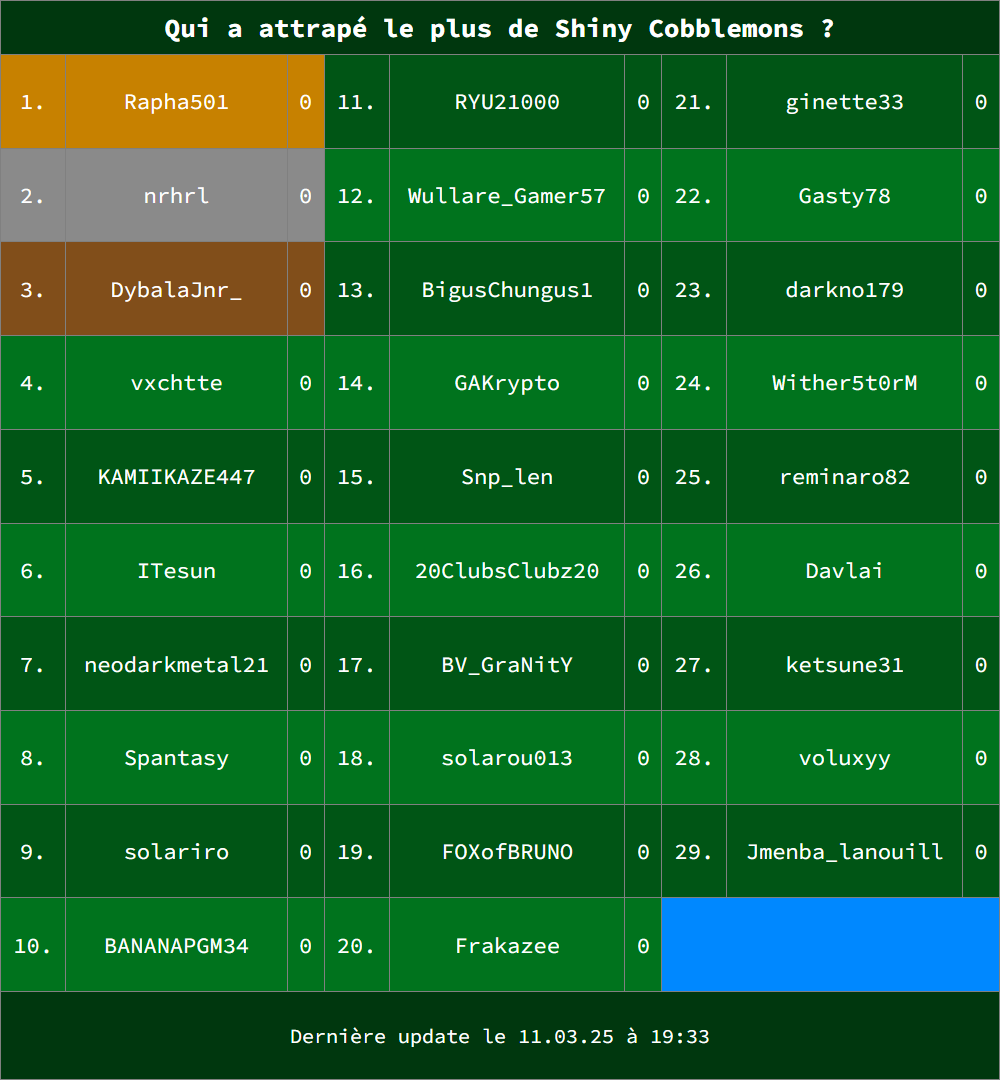 Qui a attrapé le plus de Shiny Cobblemons ?
1. Rapha501 0 11. RYU21000 0 21. ginette33 0
2. nrhrl 0 12. Wullare_Gamer57 0 22. Gasty78 0
3. DybalaJnr_ 0 13. BigusChungus1 0 23. darkno179 0
4. vxchtte 0 14. GAKrypto 0 24. Wither5t0rM 0
5. KAMIIKAZE447 0 15. Snp_len 0 25. reminaro82 0
6. ITesun 0 16. 20ClubsClubz20 0 26. Davlai 0
7. neodarkmetal21 0 17. BV_GraNitY 0 27. ketsune31 0
8. Spantasy 0 18. solarou013 0 28. voluxyy 0
9. solariro 0 19. FOXofBRUNO 0 29. Jmenba_lanouill 0
10. BANANAPGM34 0 20. Frakazee 0
Dernière update le 11.03.25 à 19:33